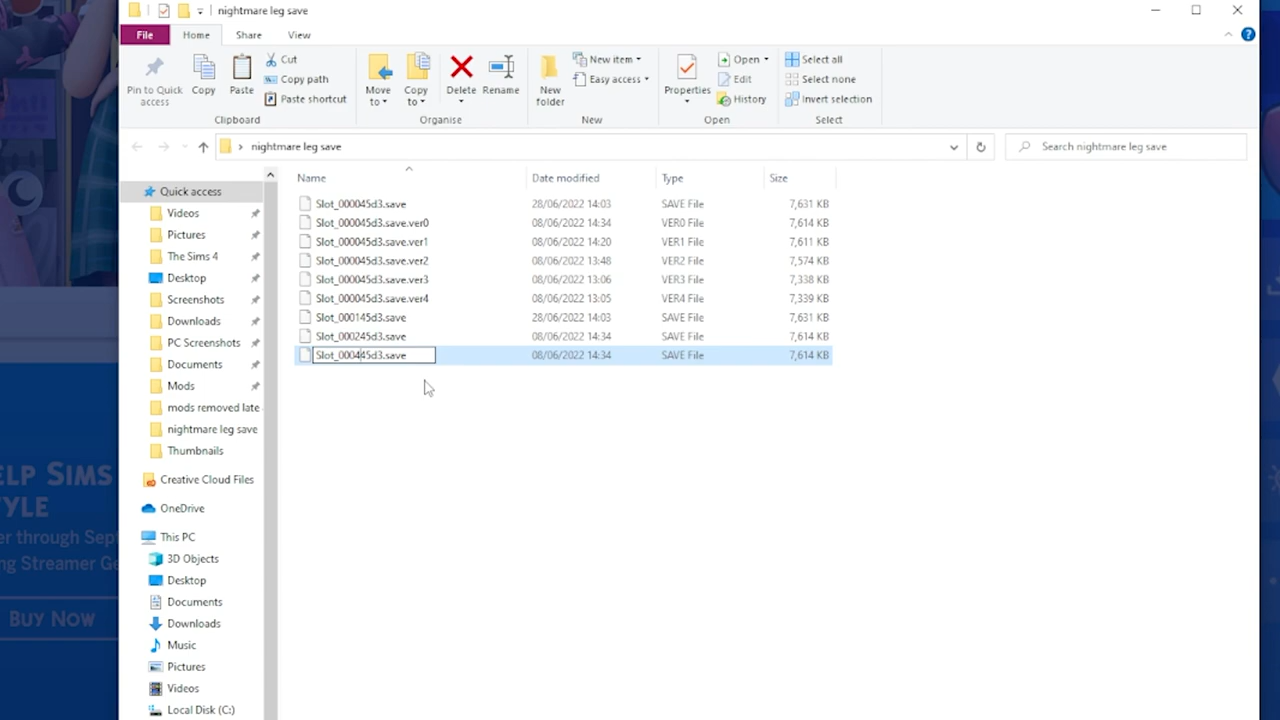 nightmare leg save
File Home Share View
Pin to Quick access
Copy
Paste
Cut
Copy path
Paste shortcut
Clipboard
Move to
Copy to
Delete
Rename
Organise
New folder
New item
Easy access
New
Properties
Open
Edit
History
Open
Select all
Select none
Invert selection
Select
nightmare leg save
Search nightmare leg save
Name Date modified Type Size
Slot_000045d3.save 28/06/2022 14:03 SAVE File 7,631 KB
Slot_000045d3.save.ver0 08/06/2022 14:34 VER0 File 7,614 KB
Slot_000045d3.save.ver1 08/06/2022 14:20 VER1 File 7,611 KB
Slot_000045d3.save.ver2 08/06/2022 13:48 VER2 File 7,574 KB
Slot_000045d3.save.ver3 08/06/2022 13:06 VER3 File 7,338 KB
Slot_000045d3.save.ver4 08/06/2022 13:05 VER4 File 7,339 KB
Slot_000145d3.save 28/06/2022 14:03 SAVE File 7,631 KB
Slot_000245d3.save 08/06/2022 14:34 SAVE File 7,614 KB
Slot_000445d3.save 08/06/2022 14:34 SAVE File 7,614 KB
Quick access
Videos
Pictures
The Sims 4
Desktop
Screenshots
Downloads
PC Screenshots
Documents
Mods
mods removed late
nightmare leg save
Thumbnails
Creative Cloud Files
OneDrive
This PC
3D Objects
Desktop
Documents
Downloads
Music
Pictures
Videos
Local Disk (C:)
ELP SIMS
YLE
er through Sept
ng Streamer Ge
BUY NOW